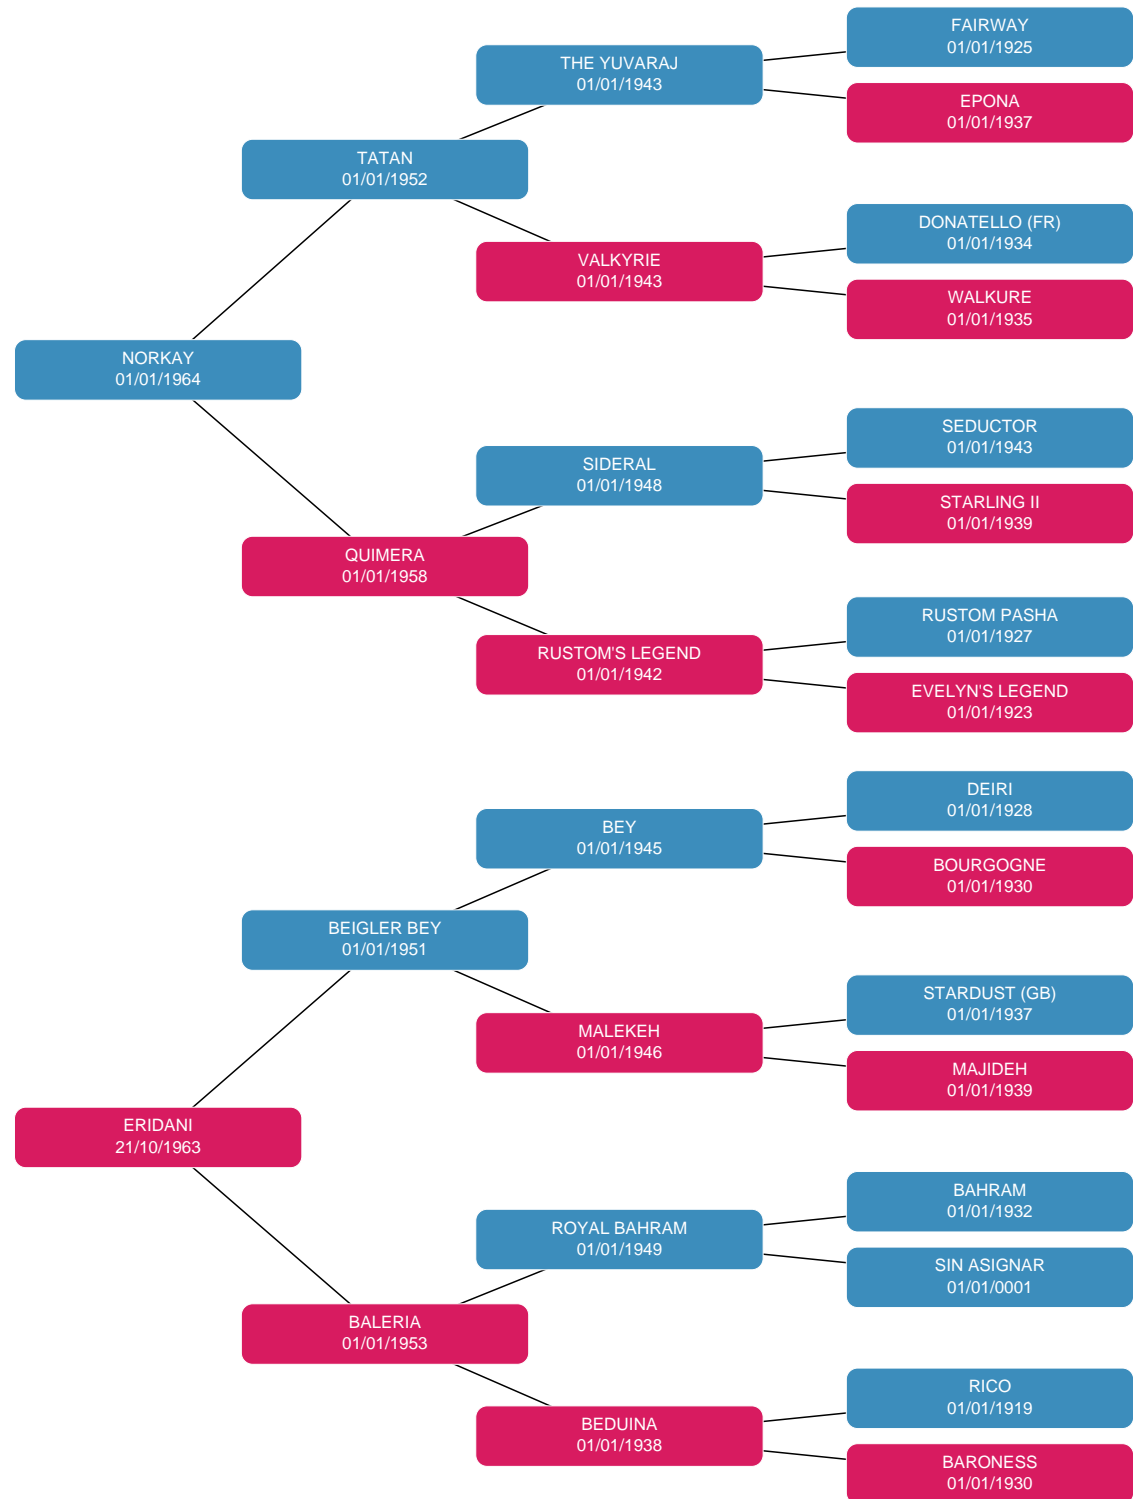 FAIRWAY
01/01/1925
THE YUVARAJ
01/01/1943
EPONA
01/01/1937
TATAN
01/01/1952
DONATELLO (FR)
01/01/1934
VALKYRIE
01/01/1943
WALKURE
01/01/1935
NORKAY
01/01/1964
SEDUCTOR
01/01/1943
SIDERAL
01/01/1948
STARLING II
01/01/1939
QUIMERA
01/01/1958
RUSTOM PASHA
01/01/1927
RUSTOM'S LEGEND
01/01/1942
EVELYN'S LEGEND
01/01/1923
DEIRI
01/01/1928
BEY
01/01/1945
BOURGOGNE
01/01/1930
BEIGLER BEY
01/01/1951
STARDUST (GB)
01/01/1937
MALEKEH
01/01/1946
MAJIDEH
01/01/1939
ERIDANI
21/10/1963
BAHRAM
01/01/1932
ROYAL BAHRAM
01/01/1949
SIN ASIGNAR
01/01/0001
BALERIA
01/01/1953
RICO
01/01/1919
BEDUINA
01/01/1938
BARONESS
01/01/1930